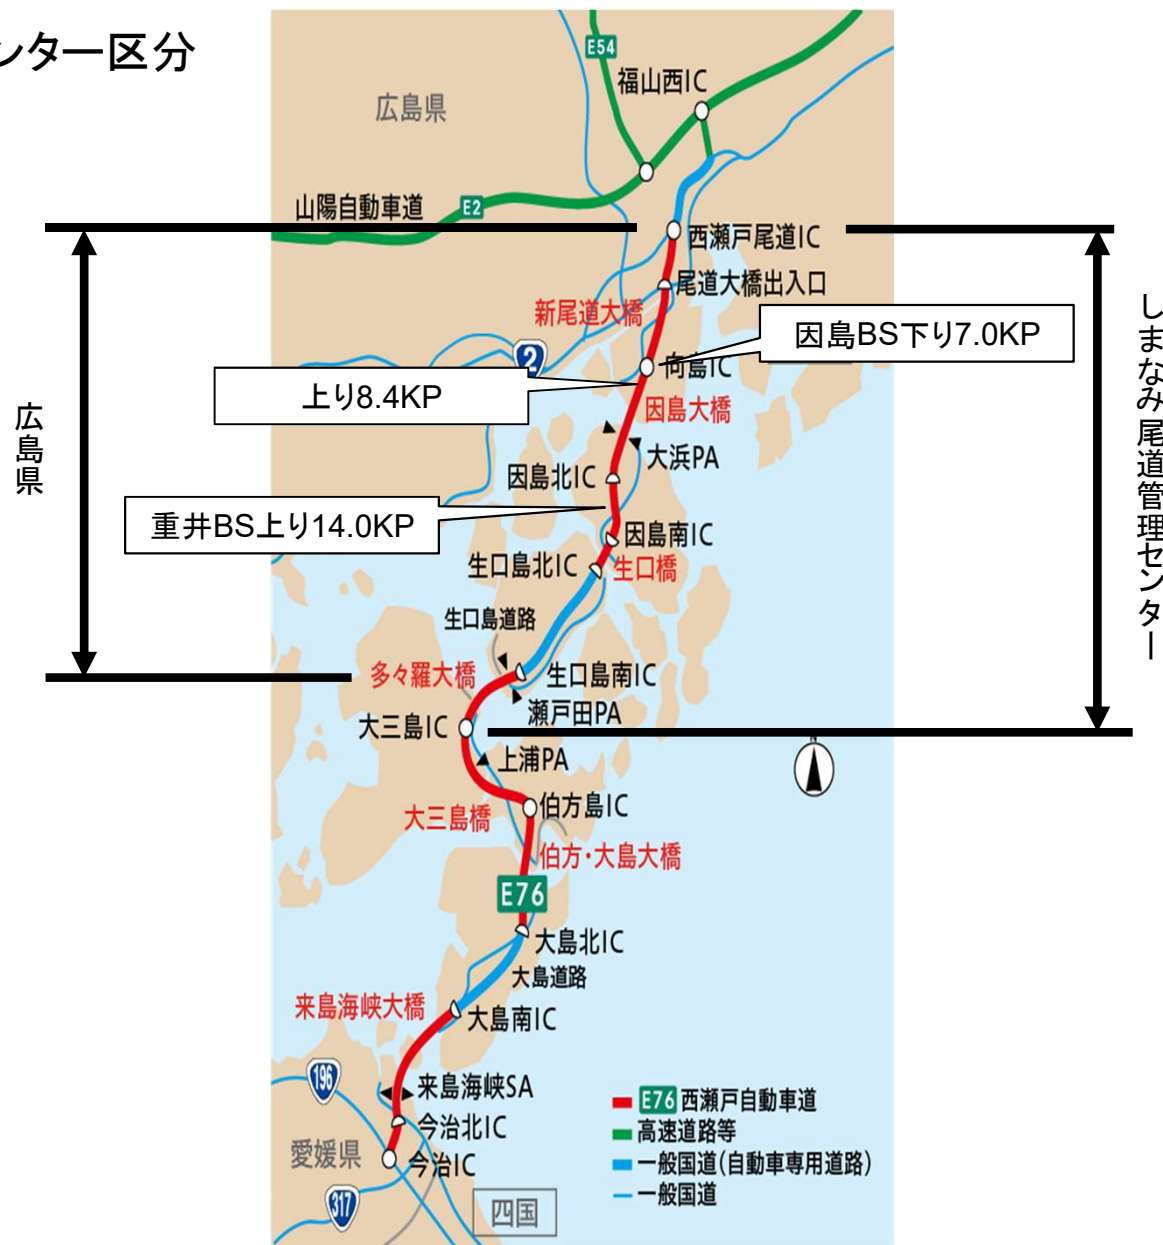 ンター区分
E54
福山西IC
広島県
山陽自動車道
E2
西瀬戸尾道IC
尾道大橋出入口
新尾道大橋
因島BS下り7.0KP
2
向島IC
上り8.4KP
因島大橋
大浜PA
因島北IC
重井BS上り14.0KP
因島南IC
生口橋
生口島北IC
生口島道路
多々羅大橋
生口島南IC
瀬戸田PA
大三島IC
上浦PA
伯方島IC
大三島橋
伯方・大島大橋
E76
大島北IC
大島道路
来島海峡大橋
大島南IC
196
来島海峡SA
今治北IC
愛媛県
今治IC
317
四国
広島県
しまなみ尾道管理センター
N
E76 西瀬戸自動車道
高速道路等
一般国道(自動車専用道路)
一般国道